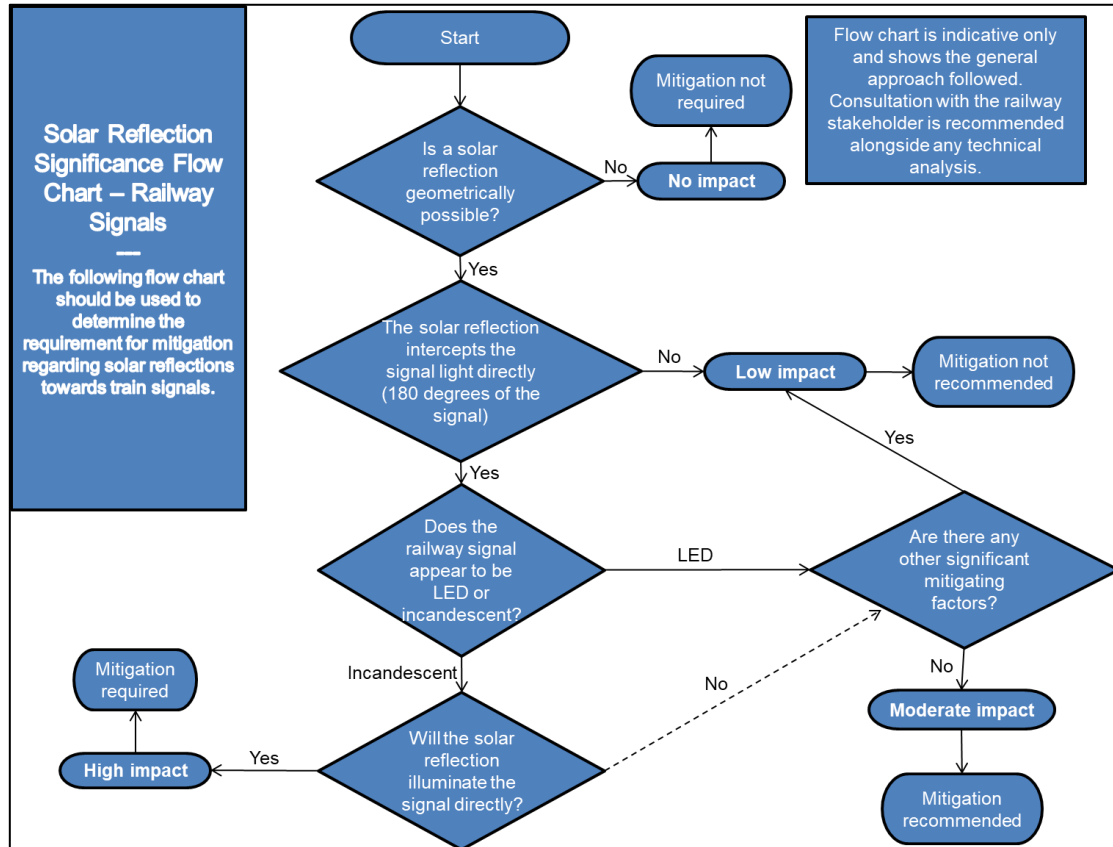 Solar Reflection
Significance Flow
Chart – Railway
Signals
---
The following flow chart
should be used to
determine the
requirement for mitigation
regarding solar reflections
towards train signals.
Start
Flow chart is indicative only
and shows the general
approach followed.
Consultation with the railway
stakeholder is recommended
alongside any technical
analysis.
Mitigation not
required
Is a solar
reflection
geometrically
possible?
No
No impact
Yes
The solar reflection
intercepts the
signal light directly
(180 degrees of the
signal)
No
Low impact
Mitigation not
recommended
Yes
Yes
Does the
railway signal
appear to be
LED or
incandescent?
LED
Are there any
other significant
mitigating
factors?
Incandescent
No
No
Mitigation
required
Moderate impact
High impact
Yes
Will the solar
reflection
illuminate the
signal directly?
Mitigation
recommended